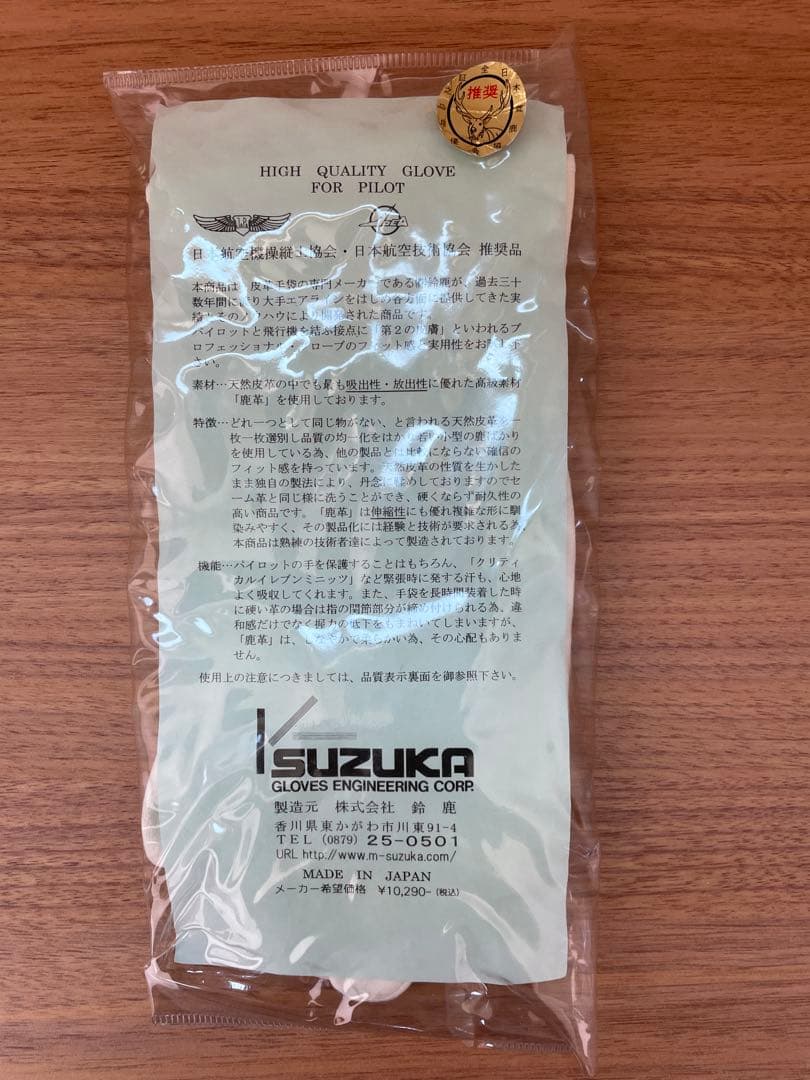 推奨
HIGH QUALITY GLOVE
FOR PILOT
日本航空機操縦士協会・日本航空技術協会 推奨品
本商品は、皮革手袋の専門メーカーである㈱鈴鹿が、過去三十
数年間に亘り大手エアラインをはじめ各方面に提供してきた実
績とそのノウハウにより開発された商品です。
パイロットと飛行機を結ぶ接点に「第2の皮膚」といわれるプ
ロフェッショナル・グローブのフィット感と実用性をお試し下
さい。
素材…天然皮革の中でも最も吸出性・放出性に優れた高級素材
「鹿革」を使用しております。
特徴…どれ一つとして同じ物がない、と言われる天然皮革を一
枚一枚選別し品質の均一化をはかり若い小型の鹿ばかり
を使用している為、他の製品とは比較にならない確信の
フィット感を持っています。天然皮革の性質を生かした
まま独自の製法により、丹念に鞣めしておりますのでセ
ーム革と同じ様に洗うことができ、硬くならず耐久性の
高い商品です。「鹿革」は伸縮性にも優れ複雑な形に馴
染みやすく、その製品化には経験と技術が要求される為、
本商品は熟練の技術者達によって製造されております。
機能…パイロットの手を保護することはもちろん、「クリティ
カルイレブンミニッツ」など緊張時に発する汗も、心地
よく吸収してくれます。また、手袋を長時間装着した時
に硬い革の場合は指の関節部分が締め付けられる為、違
和感だけでなく握力の低下をもまねいてしまいますが、
「鹿革」は、しなやかで柔らかい為、その心配もありま
せん。
使用上の注意につきましては、品質表示裏面を御参照下さい。
SUZUKA
GLOVES ENGINEERING CORP.
製造元 株式会社 鈴鹿
香川県東かがわ市川東91-4
TEL (0879) 25-0501
URL http://www.m-suzuka.com/
MADE IN JAPAN
メーカー希望価格 ¥10,290-(税込)